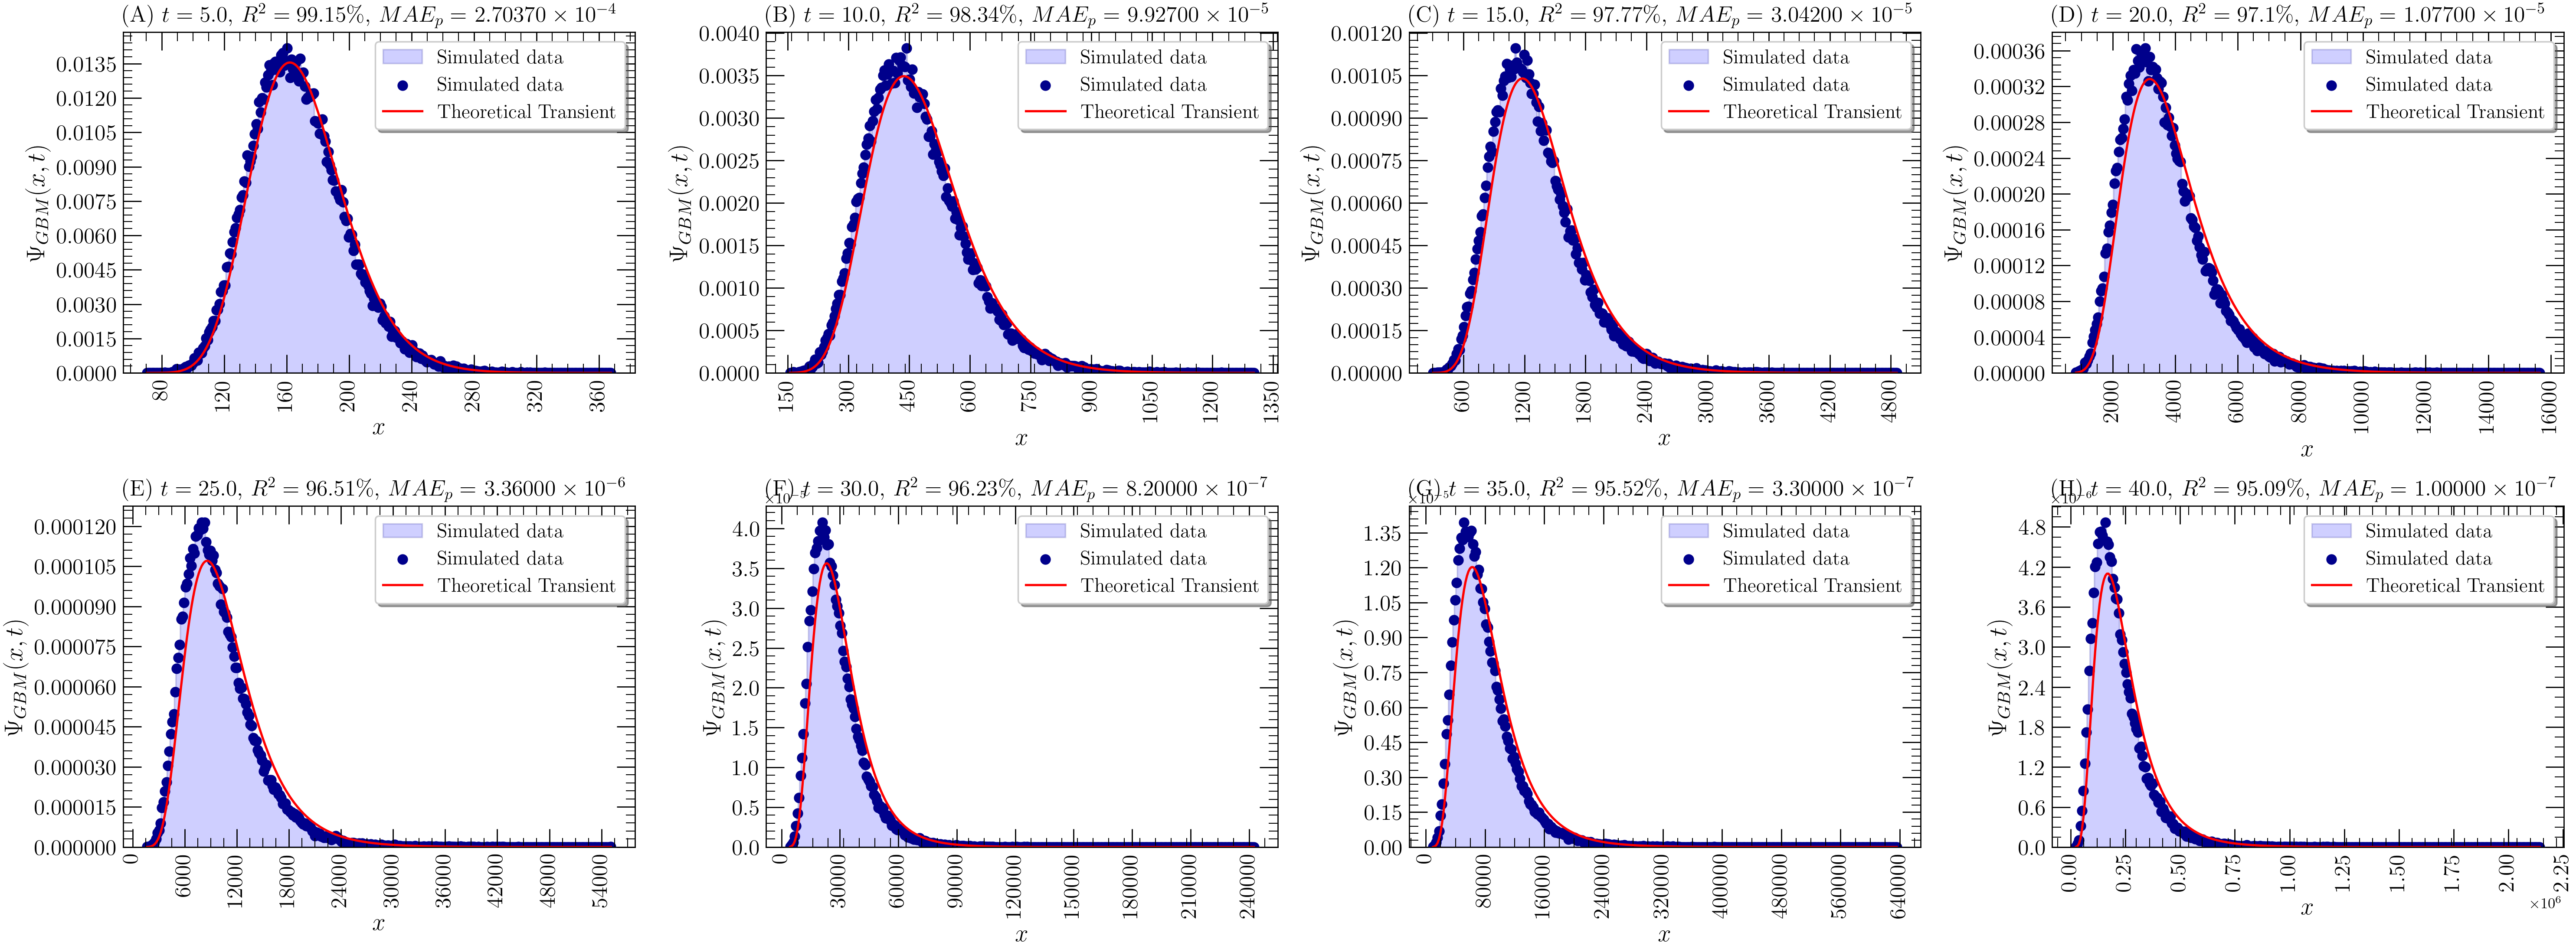 (A) t = 5.0, R² = 99.15%, MAE_p = 2.70370 × 10⁻⁴
Ψ_GBM(x, t)
0.0135
0.0120
0.0105
0.0090
0.0075
0.0060
0.0045
0.0030
0.0015
0.0000
Simulated data
Simulated data
Theoretical Transient
80 120 160 200 240 280 320 360
x
(B) t = 10.0, R² = 98.34%, MAE_p = 9.92700 × 10⁻⁵
Ψ_GBM(x, t)
0.0040
0.0035
0.0030
0.0025
0.0020
0.0015
0.0010
0.0005
0.0000
Simulated data
Simulated data
Theoretical Transient
150 300 450 600 750 900 1050 1200 1350
x
(C) t = 15.0, R² = 97.77%, MAE_p = 3.04200 × 10⁻⁵
Ψ_GBM(x, t)
0.00120
0.00105
0.00090
0.00075
0.00060
0.00045
0.00030
0.00015
0.00000
Simulated data
Simulated data
Theoretical Transient
600 1200 1800 2400 3000 3600 4200 4800
x
(D) t = 20.0, R² = 97.1%, MAE_p = 1.07700 × 10⁻⁵
Ψ_GBM(x, t)
0.00036
0.00032
0.00028
0.00024
0.00020
0.00016
0.00012
0.00008
0.00004
0.00000
Simulated data
Simulated data
Theoretical Transient
2000 4000 6000 8000 10000 12000 14000 16000
x
(E) t = 25.0, R² = 96.51%, MAE_p = 3.36000 × 10⁻⁶
Ψ_GBM(x, t)
0.000120
0.000105
0.000090
0.000075
0.000060
0.000045
0.000030
0.000015
0.000000
Simulated data
Simulated data
Theoretical Transient
0 6000 12000 18000 24000 30000 36000 42000 48000 54000
x
(F) t = 30.0, R² = 96.23%, MAE_p = 8.20000 × 10⁻⁷
×10⁻⁵
Ψ_GBM(x, t)
4.0
3.5
3.0
2.5
2.0
1.5
1.0
0.5
0.0
Simulated data
Simulated data
Theoretical Transient
0 30000 60000 90000 120000 150000 180000 210000 240000
x
(G) t = 35.0, R² = 95.52%, MAE_p = 3.30000 × 10⁻⁷
×10⁻⁵
Ψ_GBM(x, t)
1.35
1.20
1.05
0.90
0.75
0.60
0.45
0.30
0.15
0.00
Simulated data
Simulated data
Theoretical Transient
0 80000 160000 240000 320000 400000 480000 560000 640000
x
(H) t = 40.0, R² = 95.09%, MAE_p = 1.00000 × 10⁻⁷
×10⁻⁶
Ψ_GBM(x, t)
4.8
4.2
3.6
3.0
2.4
1.8
1.2
0.6
0.0
Simulated data
Simulated data
Theoretical Transient
0.00 0.25 0.50 0.75 1.00 1.25 1.50 1.75 2.00 2.25
×10⁶
x